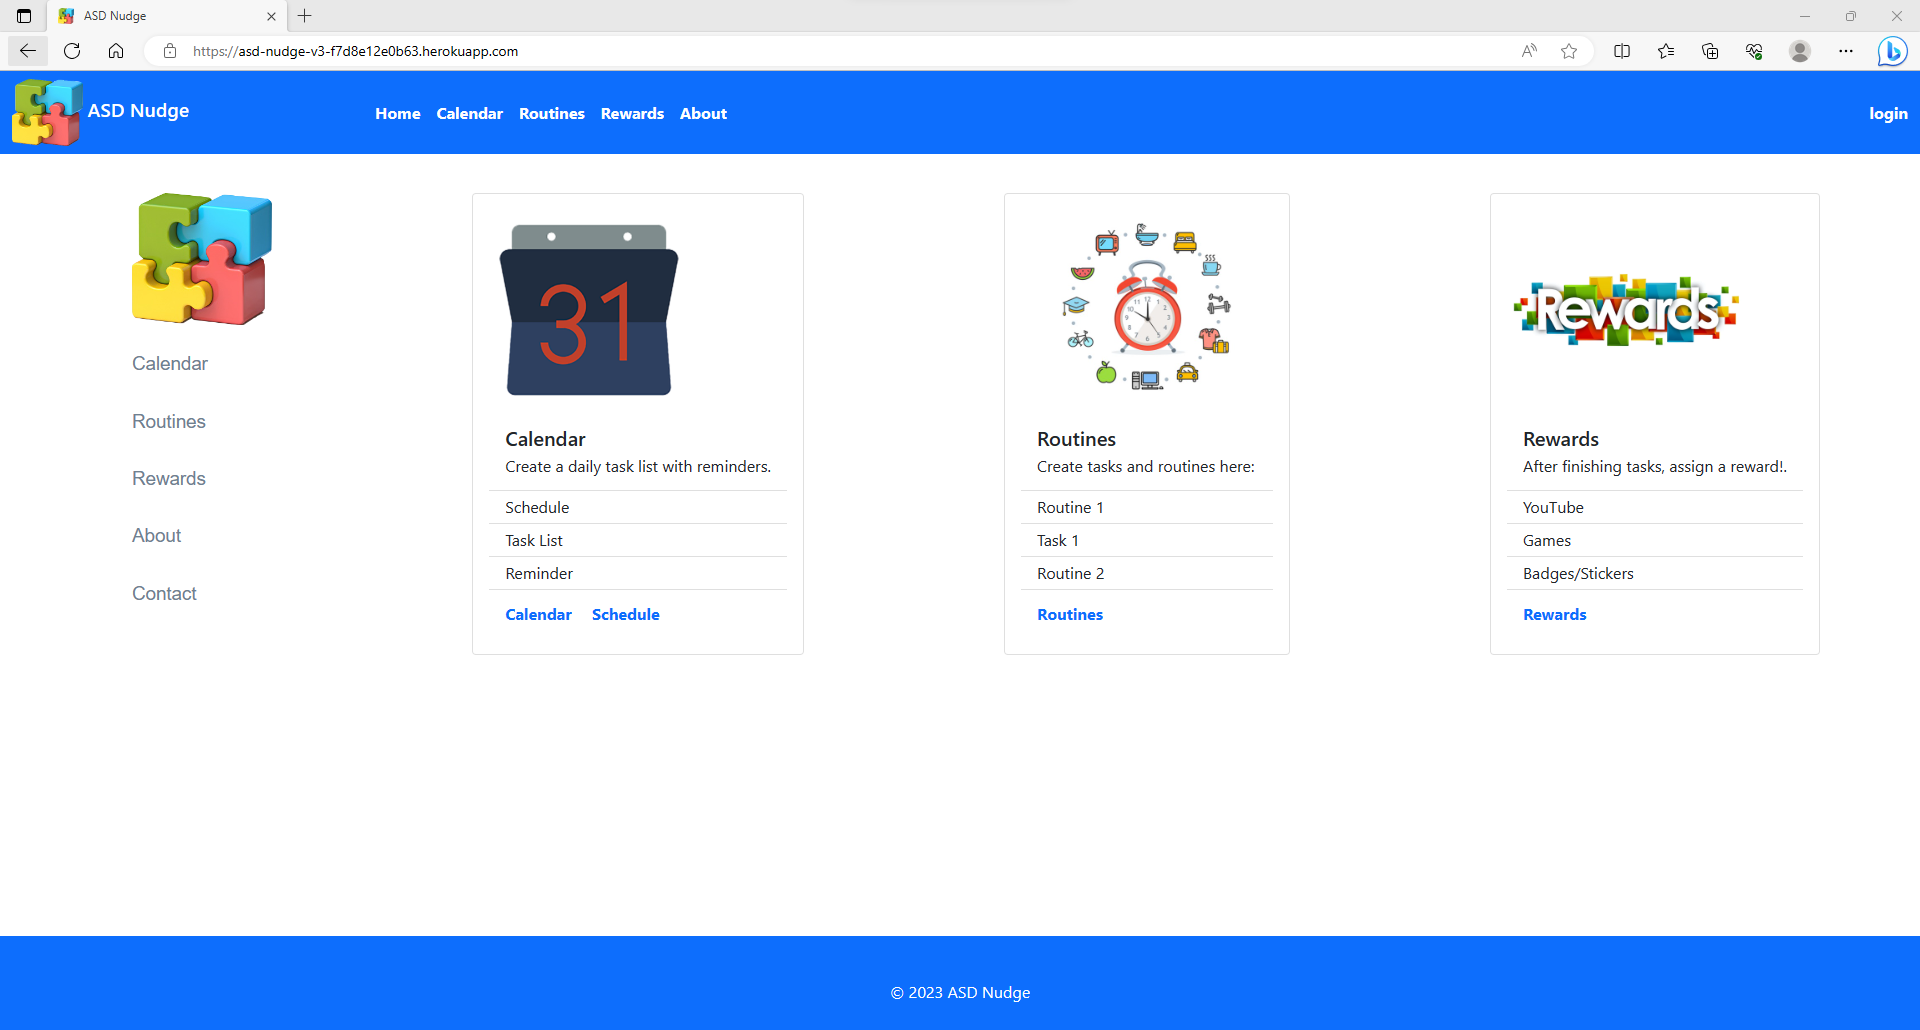 ASD Nudge
https://asd-nudge-v3-f7d8e12e0b63.herokuapp.com
ASD Nudge
Home Calendar Routines Rewards About
login
Calendar
Routines
Rewards
About
Contact
31
Calendar
Create a daily task list with reminders.
Schedule
Task List
Reminder
Calendar Schedule
Routines
Create tasks and routines here:
Routine 1
Task 1
Routine 2
Routines
Rewards
Rewards
After finishing tasks, assign a reward!.
YouTube
Games
Badges/Stickers
Rewards
© 2023 ASD Nudge